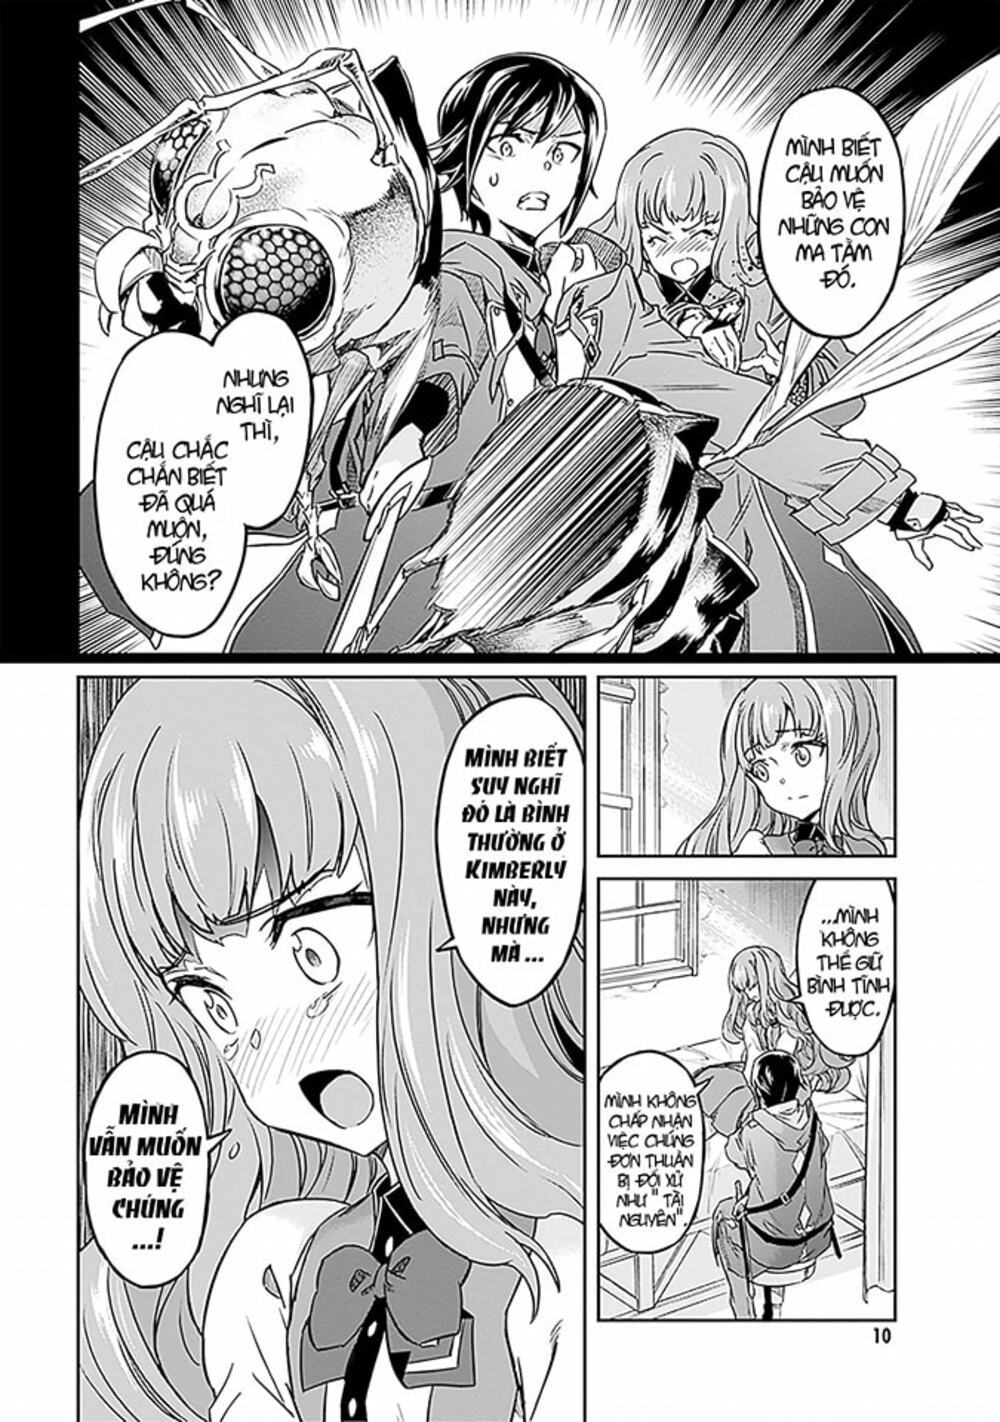 MÌNH BIẾT
CẬU MUỐN
BẢO VỆ
NHỮNG CON
MA TẰM
ĐÓ.
NHƯNG
NGHĨ LẠI
THÌ,
CẬU CHẮC
CHẮN BIẾT
ĐÃ QUÁ
MUỘN,
ĐÚNG
KHÔNG?
...MÌNH
KHÔNG
THỂ GIỮ
BÌNH TĨNH
ĐƯỢC.
MÌNH KHÔNG
CHẤP NHẬN
VIỆC CHÚNG
ĐƠN THUẦN
BỊ ĐỐI XỬ
NHƯ " TÀI
NGUYÊN".
MÌNH BIẾT
SUY NGHĨ
ĐÓ LÀ BÌNH
THƯỜNG Ở
KIMBERLY
NÀY,
NHƯNG
MÀ ...
MÌNH
VẪN MUỐN
BẢO VỆ
CHÚNG
...!
10